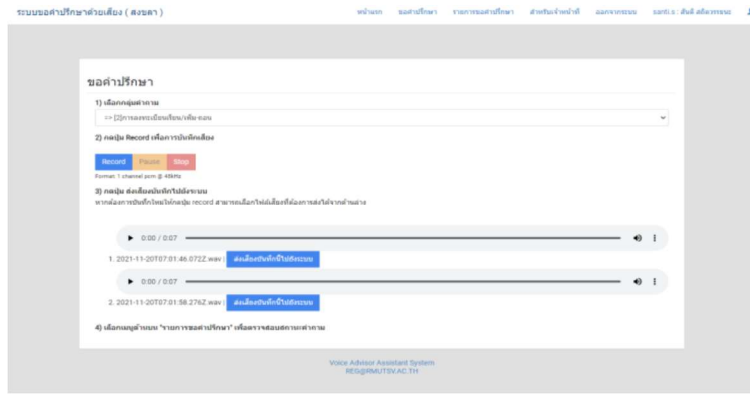 ระบบขอคำปรึกษาด้วยเสียง ( สงขลา )
หน้าแรก ขอคำปรึกษา รายการขอคำปรึกษา สำหรับเจ้าหน้าที่ ออกจากระบบ
ขอคำปรึกษา
1) เลือกกลุ่มคำถาม
=> [2]การลงทะเบียนเรียน/เพิ่ม-ถอน
2) กดปุ่ม Record เพื่อการบันทึกเสียง
Record Pause Stop
Format: 1 channel pcm @ 48kHz
3) กดปุ่ม ส่งเสียงบันทึกไปยังระบบ
หากต้องการบันทึกใหม่ให้กดปุ่ม record สามารถเลือกไฟล์เสียงที่ต้องการส่งได้จากด้านล่าง
0:00 / 0:07
1. 2021-11-20T07:01:46.072Z.wav | ส่งเสียงบันทึกนี้ไปยังระบบ
0:00 / 0:07
2. 2021-11-20T07:01:58.276Z.wav | ส่งเสียงบันทึกนี้ไปยังระบบ
4) เลือกเมนูด้านบน "รายการขอคำปรึกษา" เพื่อตรวจสอบสถานะคำถาม
Voice Advisor Assistant System
REG@RMUTSV.AC.TH